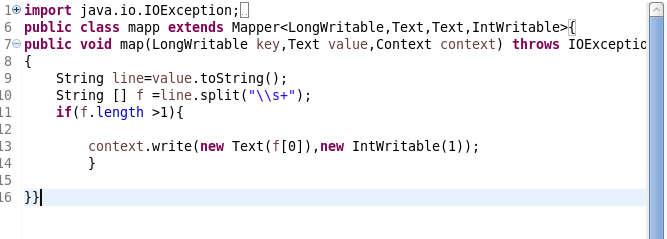 1 import java.io.IOException;
6 public class mapp extends Mapper<LongWritable,Text,Text,IntWritable>{
7 public void map(LongWritable key,Text value,Context context) throws IOExceptio
8 {
9     String line=value.toString();
10     String [] f =line.split("\\s+");
11     if(f.length >1){
12
13         context.write(new Text(f[0]),new IntWritable(1));
14         }
15
16 }}